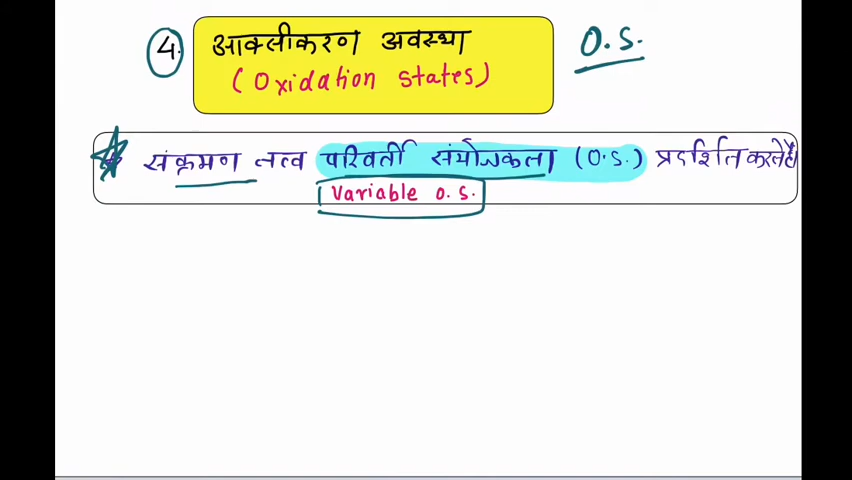 4. आक्सीकरण अवस्था O.S.
(Oxidation states)
संक्रमण तत्व परिवर्ती संयोजकता (O.S.) प्रदर्शित करते हैं
Variable O.S.